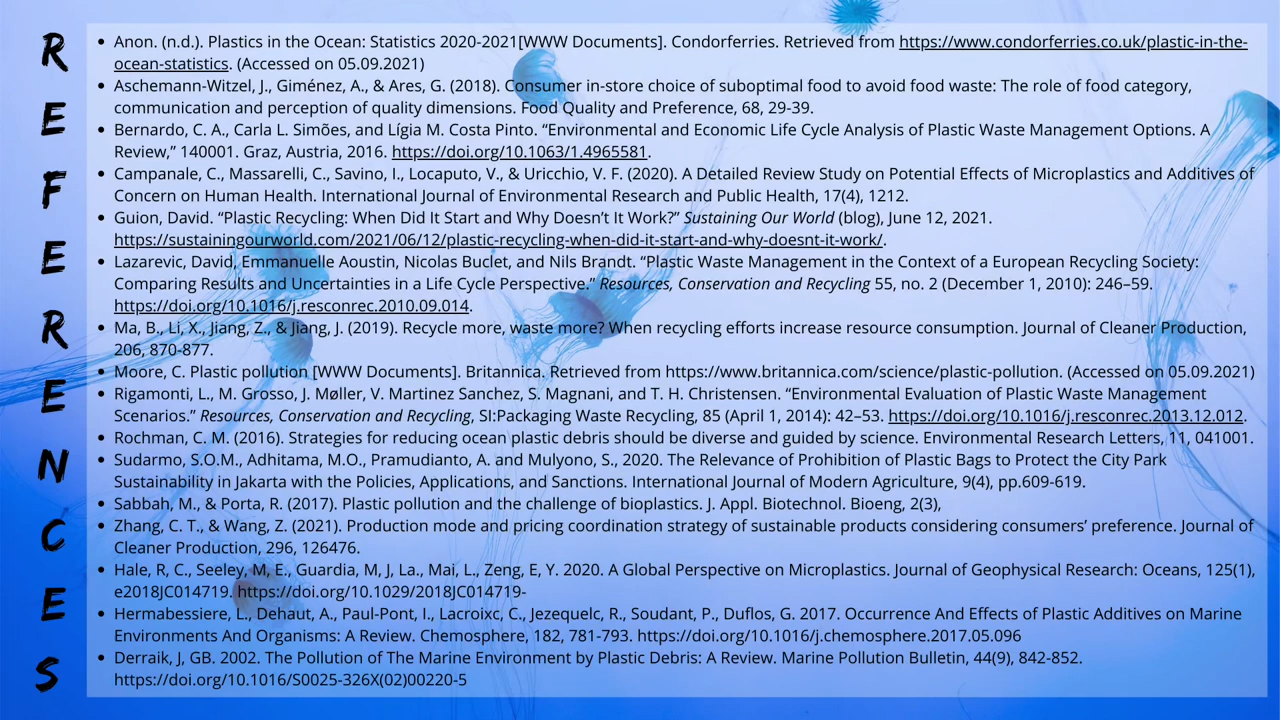 REFERENCES
• Anon. (n.d.). Plastics in the Ocean: Statistics 2020-2021[WWW Documents]. Condorferries. Retrieved from https://www.condorferries.co.uk/plastic-in-the-
ocean-statistics. (Accessed on 05.09.2021)
• Aschemann-Witzel, J., Giménez, A., & Ares, G. (2018). Consumer in-store choice of suboptimal food to avoid food waste: The role of food category,
communication and perception of quality dimensions. Food Quality and Preference, 68, 29-39.
• Bernardo, C. A., Carla L. Simões, and Lígia M. Costa Pinto. “Environmental and Economic Life Cycle Analysis of Plastic Waste Management Options. A
Review,” 140001. Graz, Austria, 2016. https://doi.org/10.1063/1.4965581.
• Campanale, C., Massarelli, C., Savino, I., Locaputo, V., & Uricchio, V. F. (2020). A Detailed Review Study on Potential Effects of Microplastics and Additives of
Concern on Human Health. International Journal of Environmental Research and Public Health, 17(4), 1212.
• Guion, David. “Plastic Recycling: When Did It Start and Why Doesn’t It Work?” Sustaining Our World (blog), June 12, 2021.
https://sustainingourworld.com/2021/06/12/plastic-recycling-when-did-it-start-and-why-doesnt-it-work/.
• Lazarevic, David, Emmanuelle Aoustin, Nicolas Buclet, and Nils Brandt. “Plastic Waste Management in the Context of a European Recycling Society:
Comparing Results and Uncertainties in a Life Cycle Perspective.” Resources, Conservation and Recycling 55, no. 2 (December 1, 2010): 246–59.
https://doi.org/10.1016/j.resconrec.2010.09.014.
• Ma, B., Li, X., Jiang, Z., & Jiang, J. (2019). Recycle more, waste more? When recycling efforts increase resource consumption. Journal of Cleaner Production,
206, 870-877.
• Moore, C. Plastic pollution [WWW Documents]. Britannica. Retrieved from https://www.britannica.com/science/plastic-pollution. (Accessed on 05.09.2021)
• Rigamonti, L., M. Grosso, J. Møller, V. Martinez Sanchez, S. Magnani, and T. H. Christensen. “Environmental Evaluation of Plastic Waste Management
Scenarios.” Resources, Conservation and Recycling, SI:Packaging Waste Recycling, 85 (April 1, 2014): 42–53. https://doi.org/10.1016/j.resconrec.2013.12.012.
• Rochman, C. M. (2016). Strategies for reducing ocean plastic debris should be diverse and guided by science. Environmental Research Letters, 11, 041001.
• Sudarmo, S.O.M., Adhitama, M.O., Pramudianto, A. and Mulyono, S., 2020. The Relevance of Prohibition of Plastic Bags to Protect the City Park
Sustainability in Jakarta with the Policies, Applications, and Sanctions. International Journal of Modern Agriculture, 9(4), pp.609-619.
• Sabbah, M., & Porta, R. (2017). Plastic pollution and the challenge of bioplastics. J. Appl. Biotechnol. Bioeng, 2(3),
• Zhang, C. T., & Wang, Z. (2021). Production mode and pricing coordination strategy of sustainable products considering consumers’ preference. Journal of
Cleaner Production, 296, 126476.
• Hale, R, C., Seeley, M, E., Guardia, M, J, La., Mai, L., Zeng, E, Y. 2020. A Global Perspective on Microplastics. Journal of Geophysical Research: Oceans, 125(1),
e2018JC014719. https://doi.org/10.1029/2018JC014719-
• Hermabessiere, L., Dehaut, A., Paul-Pont, I., Lacroixc, C., Jezequelc, R., Soudant, P., Duflos, G. 2017. Occurrence And Effects of Plastic Additives on Marine
Environments And Organisms: A Review. Chemosphere, 182, 781-793. https://doi.org/10.1016/j.chemosphere.2017.05.096
• Derraik, J, GB. 2002. The Pollution of The Marine Environment by Plastic Debris: A Review. Marine Pollution Bulletin, 44(9), 842-852.
https://doi.org/10.1016/S0025-326X(02)00220-5